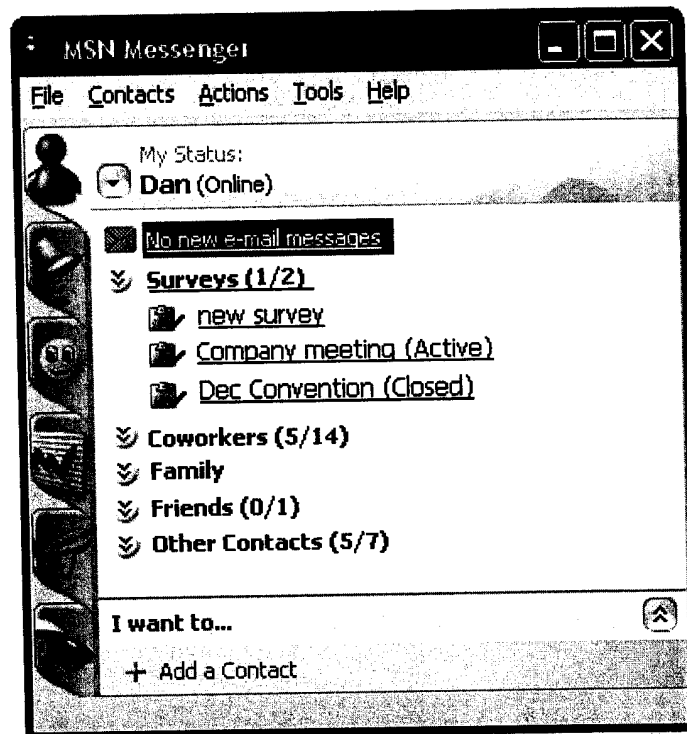 MSN Messenger
File Contacts Actions Tools Help
My Status:
Dan (Online)
No new e-mail messages
Surveys (1/2)
new survey
Company meeting (Active)
Dec Convention (Closed)
Coworkers (5/14)
Family
Friends (0/1)
Other Contacts (5/7)
I want to...
+ Add a Contact